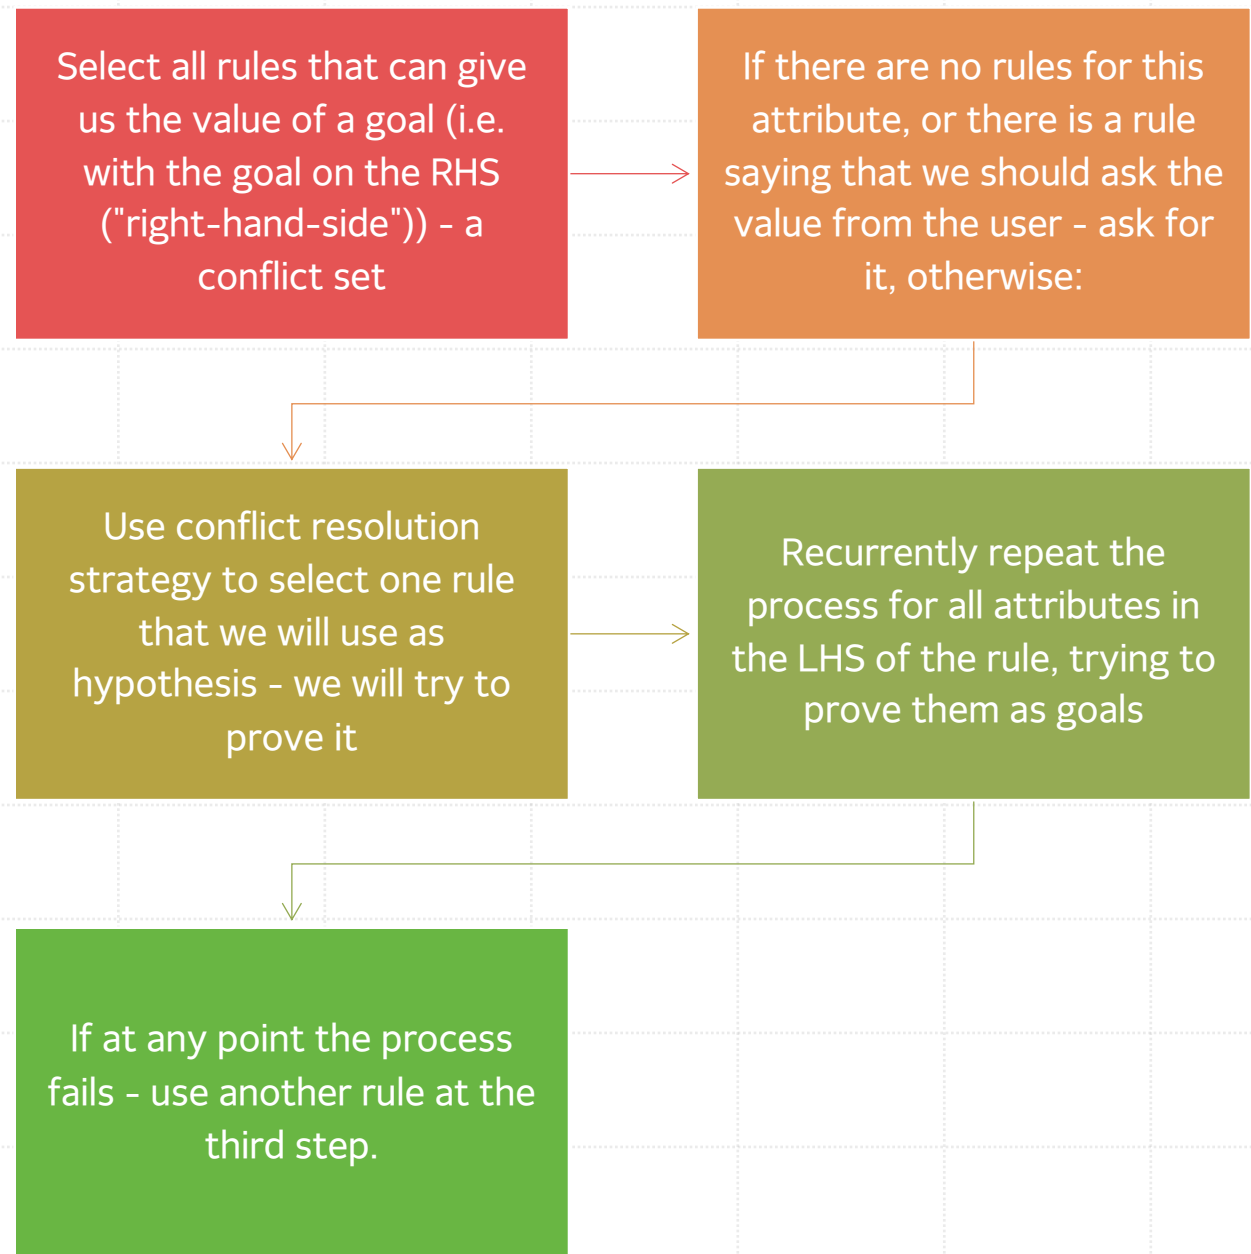 Select all rules that can give
us the value of a goal (i.e.
with the goal on the RHS
("right-hand-side")) - a
conflict set
If there are no rules for this
attribute, or there is a rule
saying that we should ask the
value from the user - ask for
it, otherwise:
Use conflict resolution
strategy to select one rule
that we will use as
hypothesis - we will try to
prove it
Recurrently repeat the
process for all attributes in
the LHS of the rule, trying to
prove them as goals
If at any point the process
fails - use another rule at the
third step.